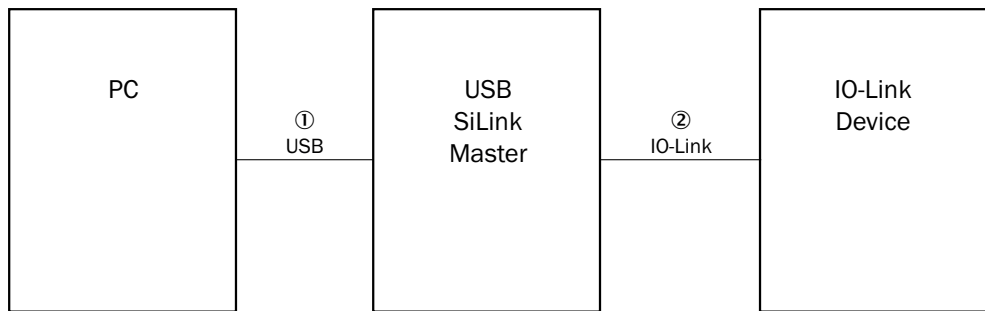 PC
①
USB
USB
SiLink
Master
②
IO-Link
IO-Link
Device